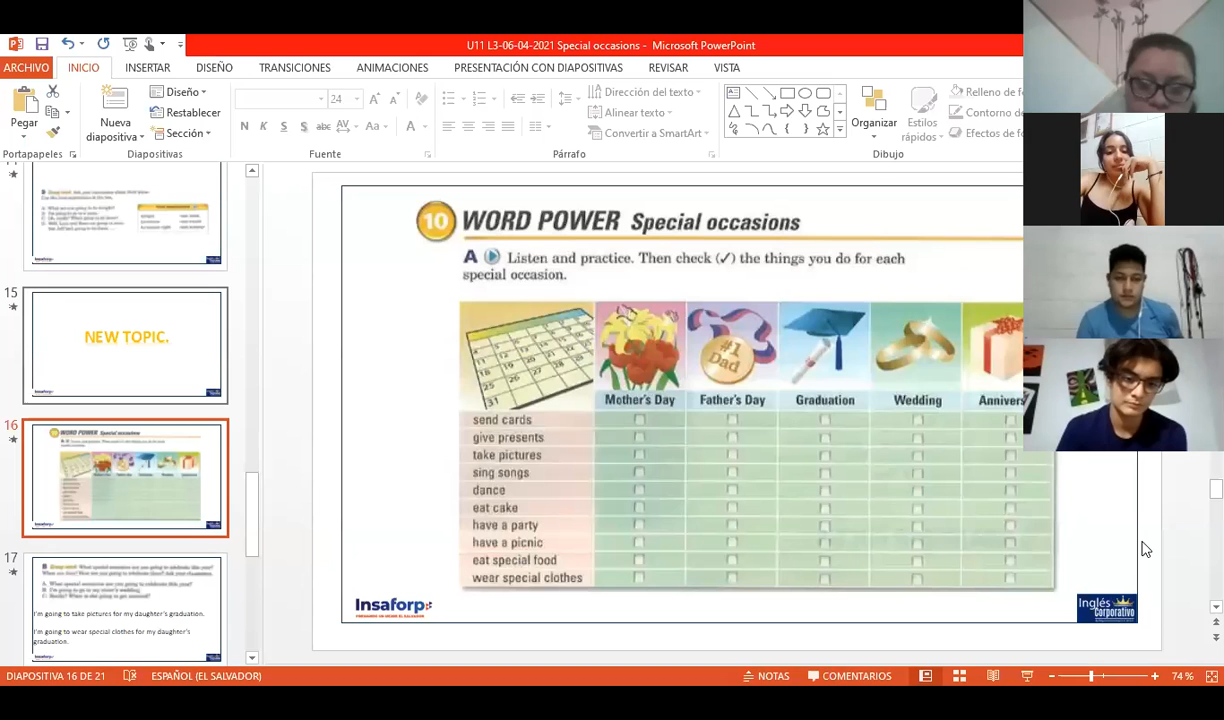 U11 L3-06-04-2021 Special occasions - Microsoft PowerPoint
ARCHIVO INICIO INSERTAR DISEÑO TRANSICIONES ANIMACIONES PRESENTACIÓN CON DIAPOSITIVAS REVISAR VISTA
Pegar
Nueva diapositiva
Diseño
Restablecer
Sección
24
Dirección del texto
Alinear texto
Convertir a SmartArt
Organizar
Estilos rápidos
Relleno de
Contorno de
Efectos de
Portapapeles Diapositivas Fuente Párrafo Dibujo
15
NEW TOPIC.
16
WORD POWER Special occasions
Insaforp
17
I'm going to take pictures for my daughter's graduation.
I'm going to wear special clothes for my daughter's
graduation.
10 WORD POWER Special occasions
A Listen and practice. Then check (✓) the things you do for each
special occasion.
#1 Dad
Mother's Day Father's Day Graduation Wedding Annivers
send cards
give presents
take pictures
sing songs
dance
eat cake
have a party
have a picnic
eat special food
wear special clothes
Insaforp
Inglés Corporativo
DIAPOSITIVA 16 DE 21 ESPAÑOL (EL SALVADOR) NOTAS COMENTARIOS 74 %